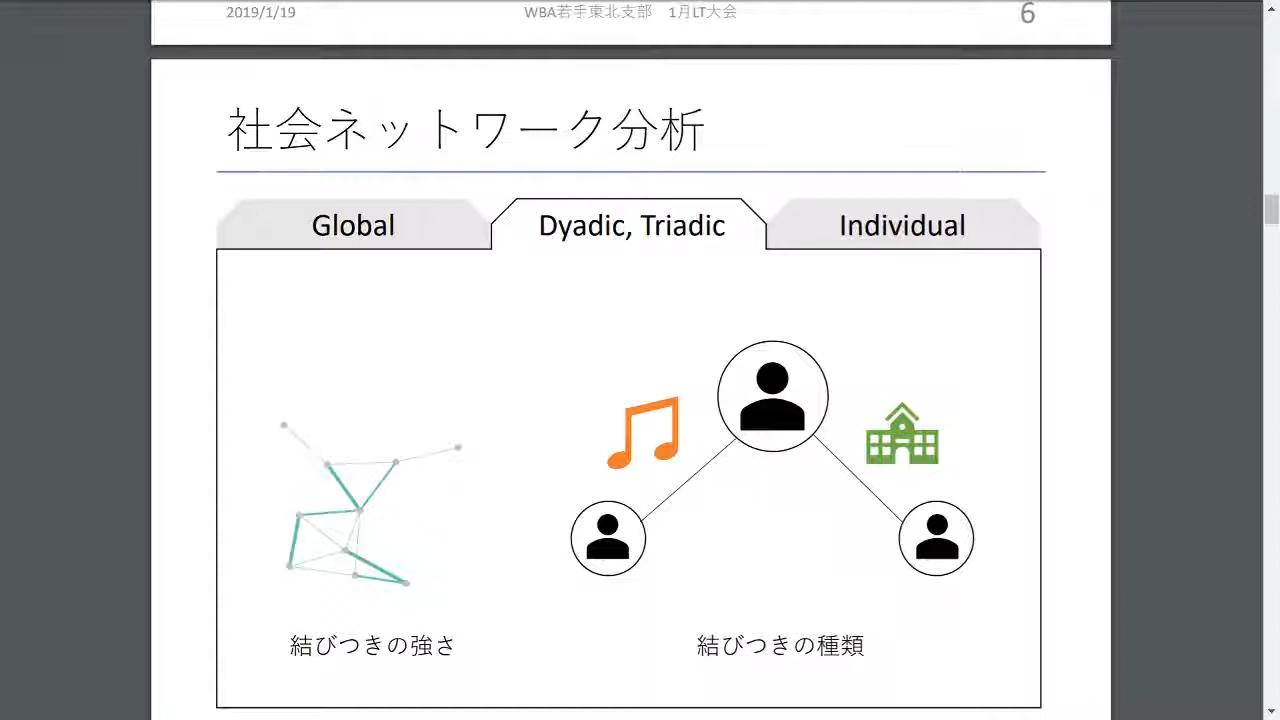 2019/1/19
WBA若手東北支部　1月LT大会
6
社会ネットワーク分析
Global
Dyadic, Triadic
Individual
結びつきの強さ
結びつきの種類